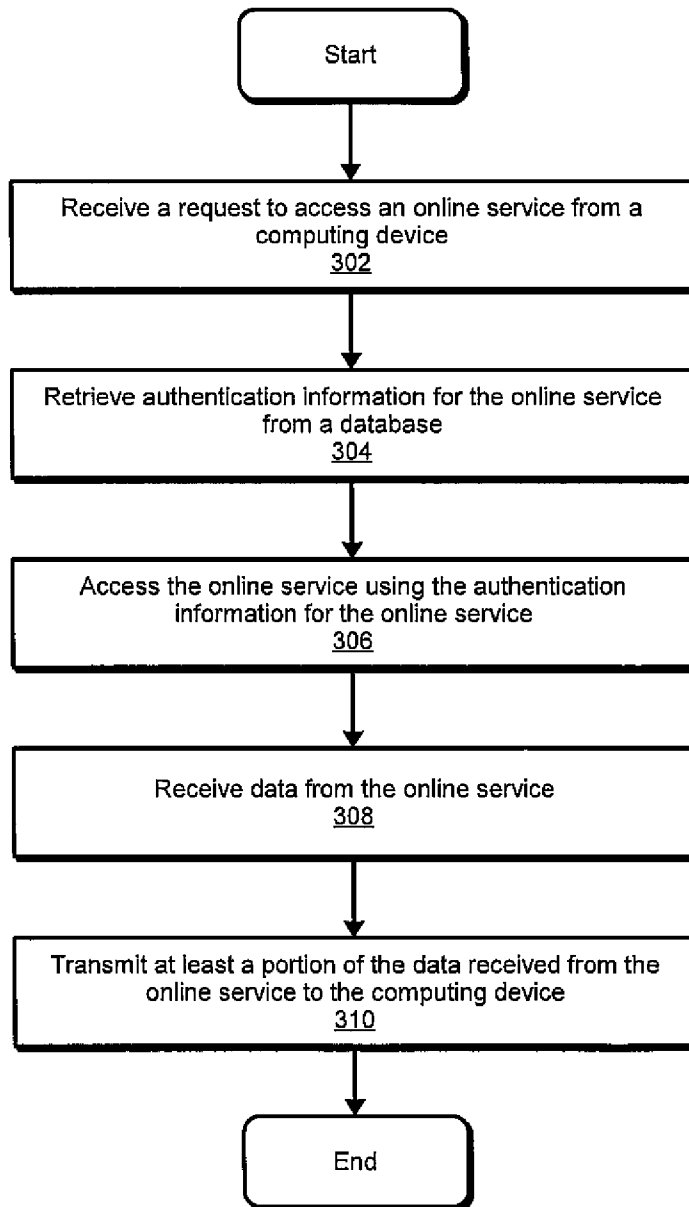 Start
Receive a request to access an online service from a
computing device
302
Retrieve authentication information for the online service
from a database
304
Access the online service using the authentication
information for the online service
306
Receive data from the online service
308
Transmit at least a portion of the data received from the
online service to the computing device
310
End